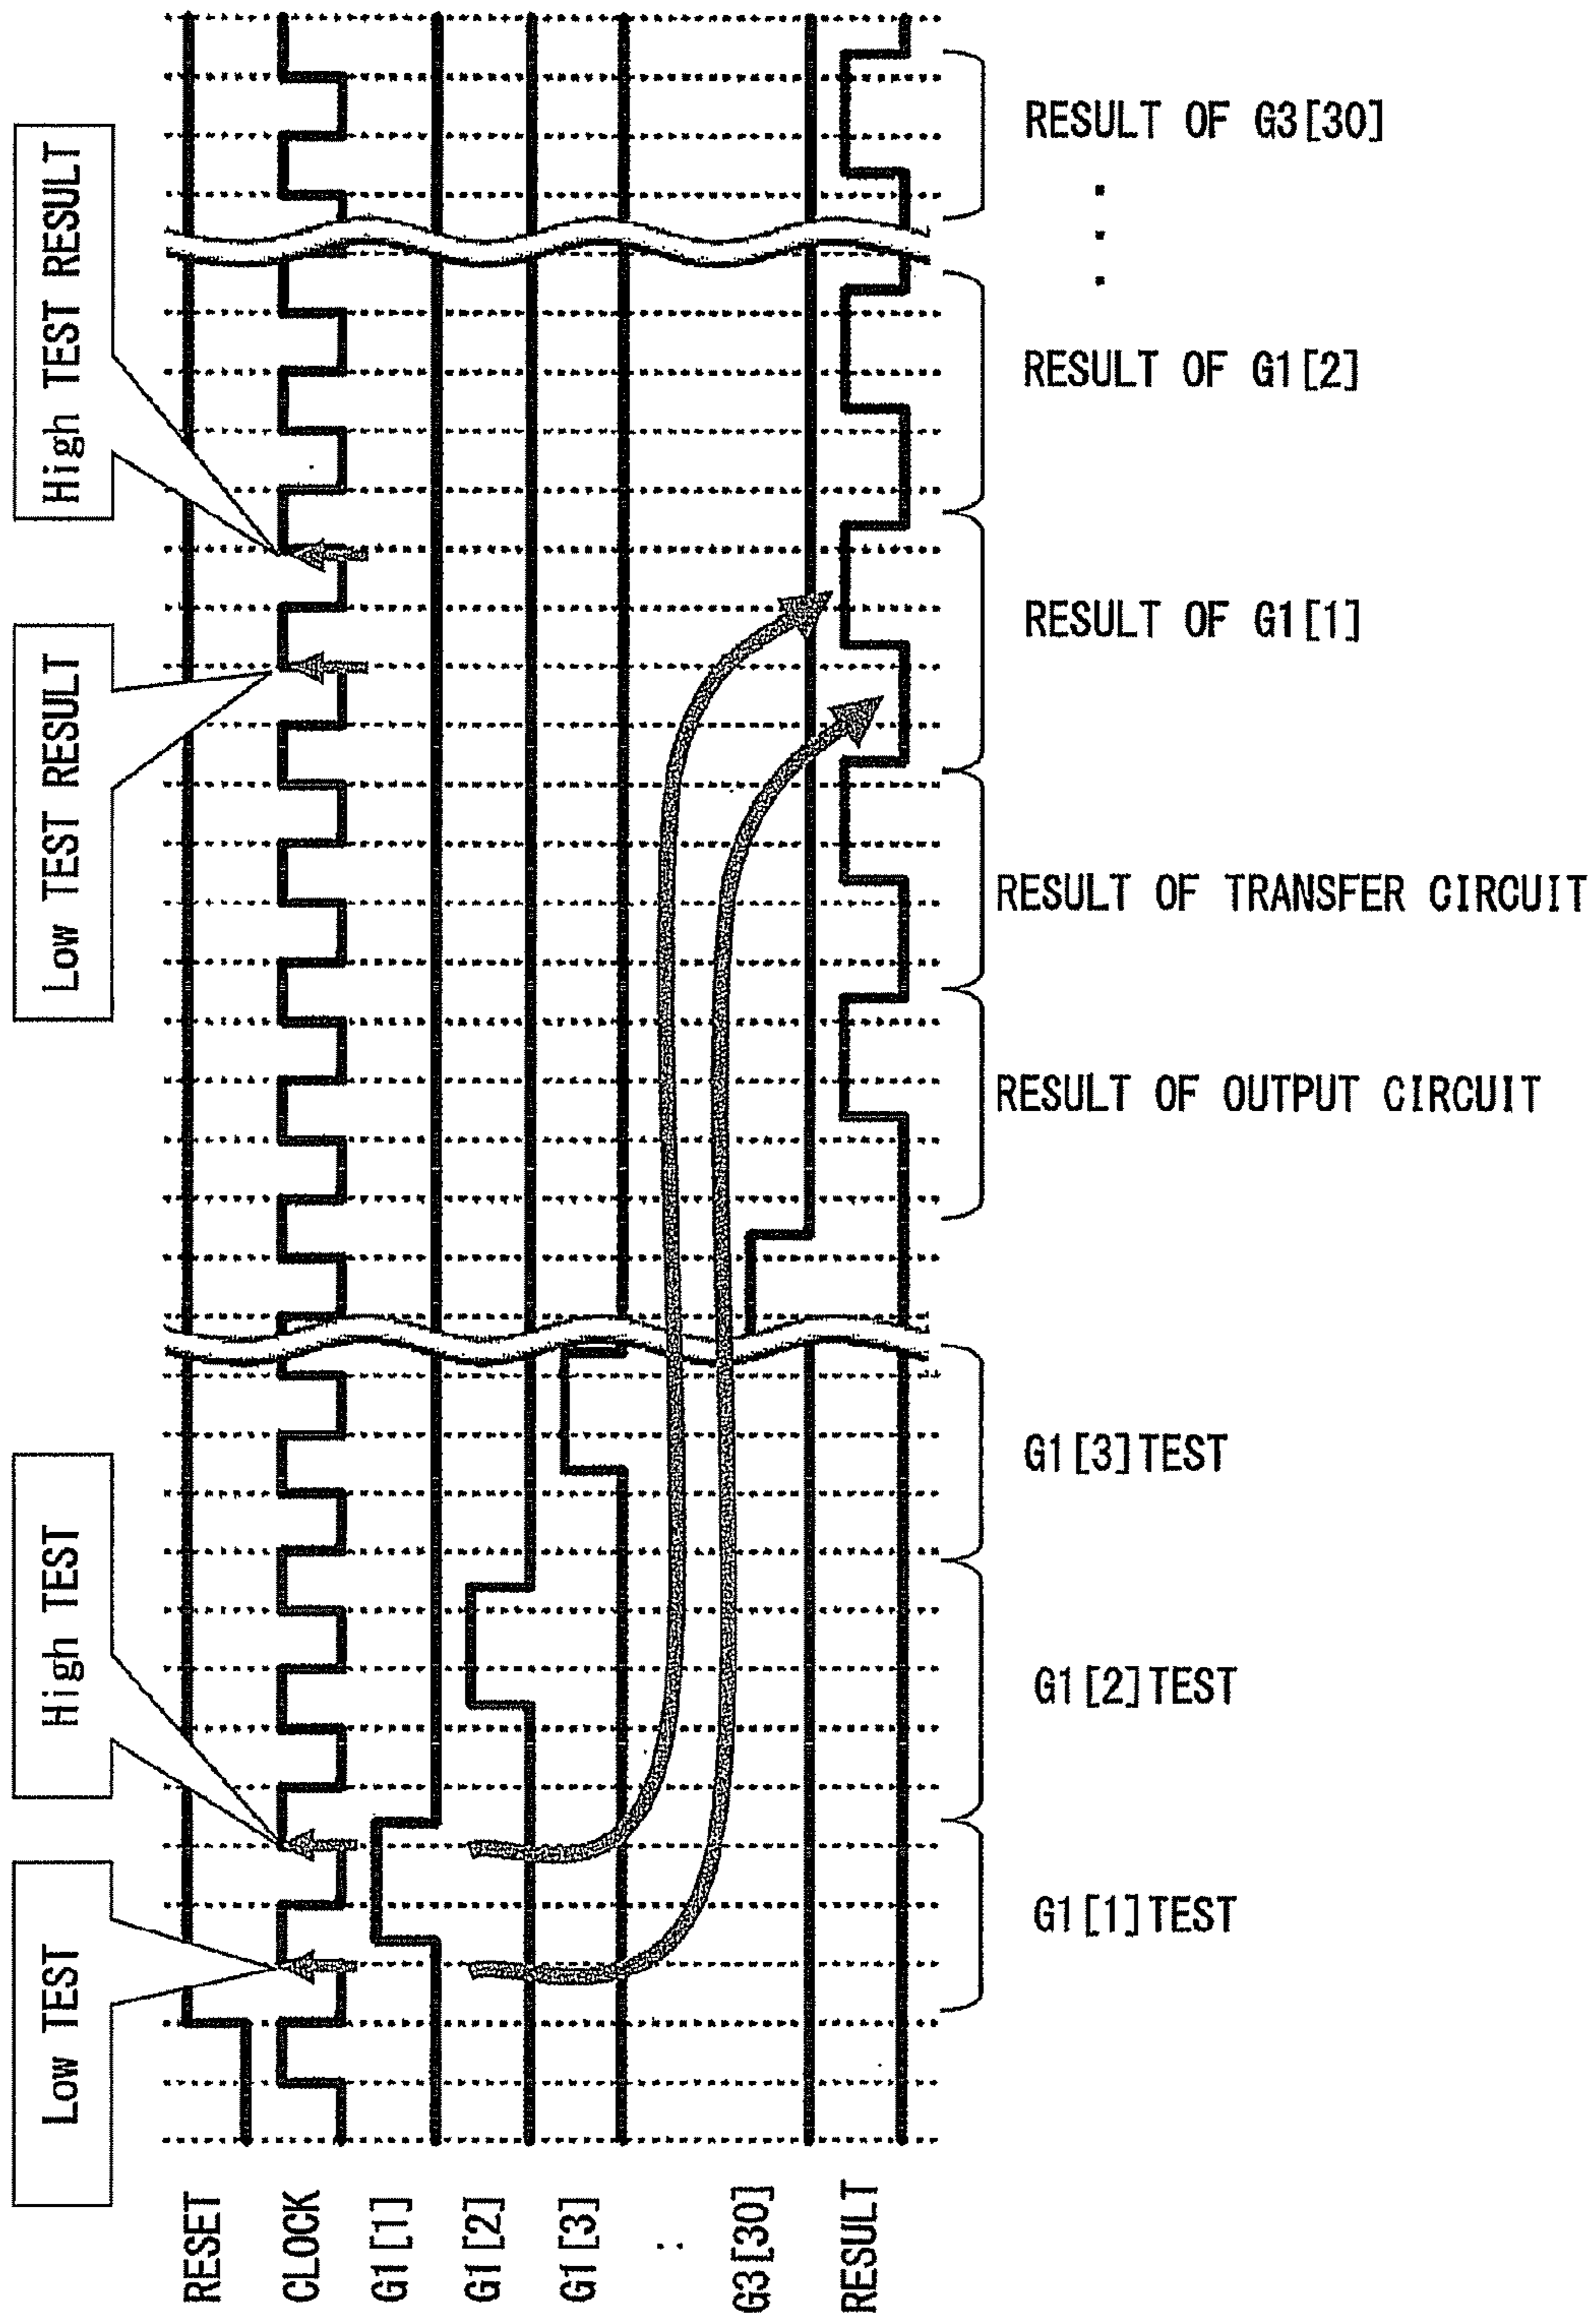 Low TEST
High TEST
Low TEST RESULT
High TEST RESULT
RESET
CLOCK
G1[1]
G1[2]
G1[3]
:
G3[30]
RESULT
G1[1]TEST
G1[2]TEST
G1[3]TEST
RESULT OF OUTPUT CIRCUIT
RESULT OF TRANSFER CIRCUIT
RESULT OF G1[1]
RESULT OF G1[2]
. . .
RESULT OF G3[30]